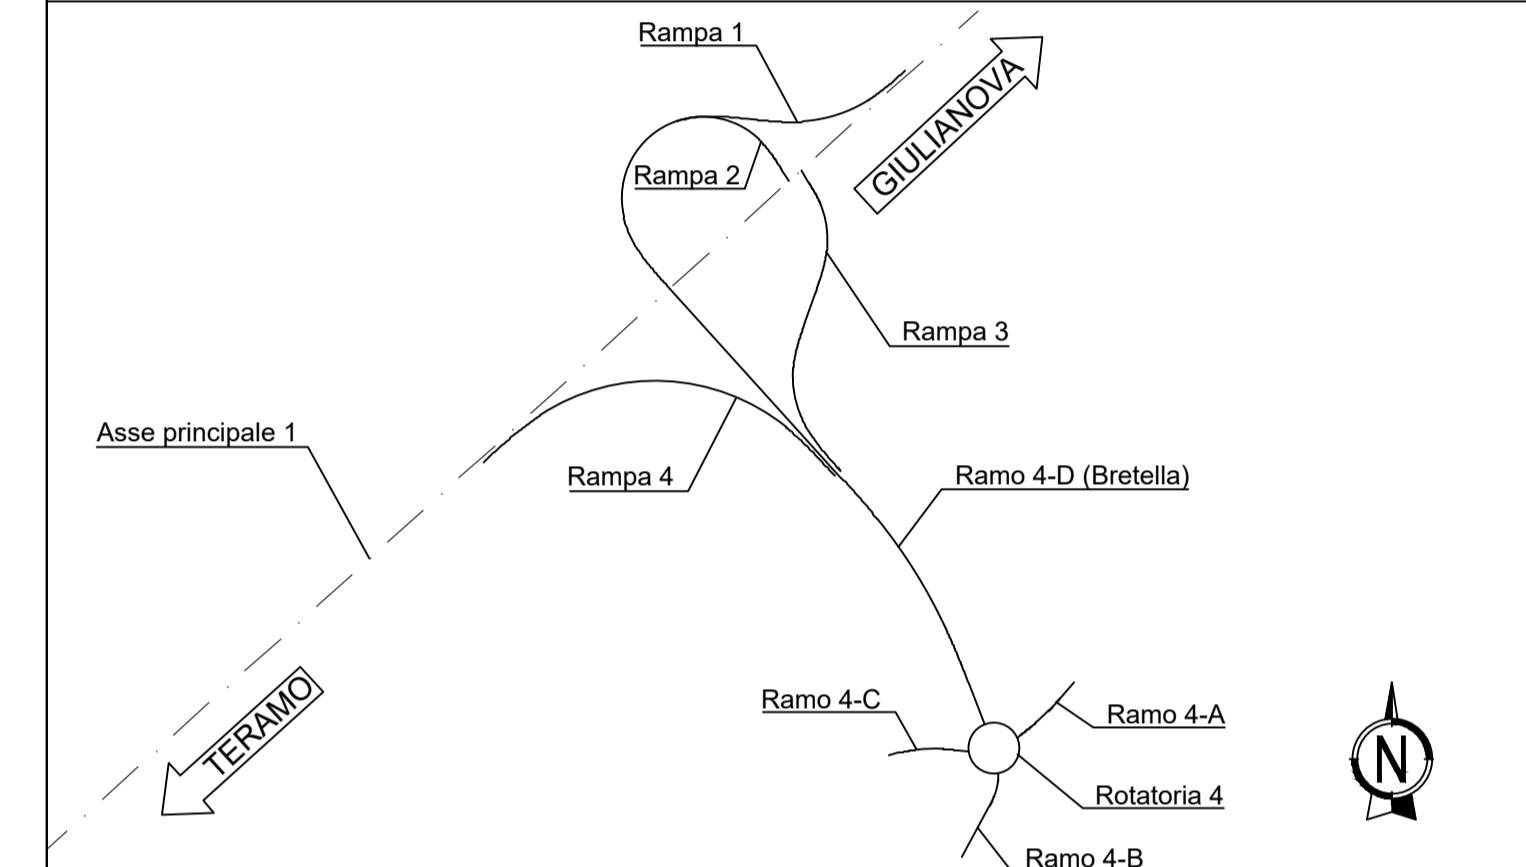 Rampa 1
GIULIANOVA
Rampa 2
Rampa 3
Asse principale 1
Rampa 4
Ramo 4-D (Bretella)
TERAMO
Ramo 4-C
Ramo 4-A
N
Rotatoria 4
Ramo 4-B